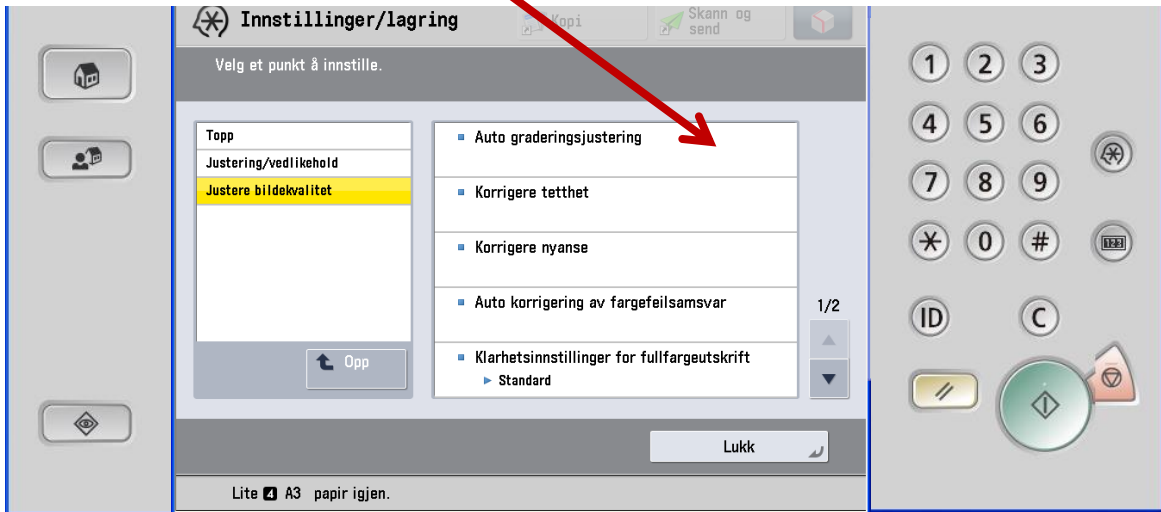 Innstillinger/lagring
Kopi
Skann og
send
Velg et punkt å innstille.
Topp
Justering/vedlikehold
Justere bildekvalitet
Opp
Auto graderingsjustering
Korrigere tetthet
Korrigere nyanse
Auto korrigering av fargefeilsamsvar
Klarhetsinnstillinger for fullfargeutskrift
Standard
1/2
Lukk
Lite 4 A3 papir igjen.
1 2 3
4 5 6
7 8 9
* 0 #
123
ID C